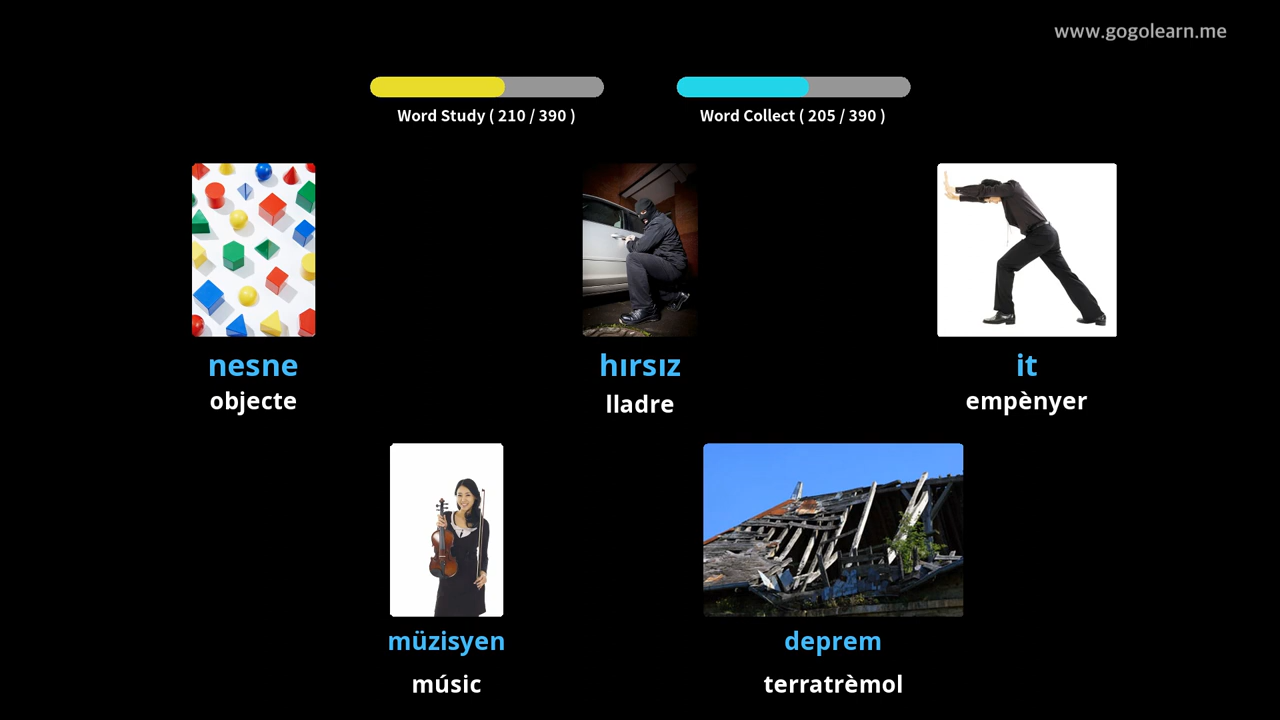 www.gogolearn.me
Word Study ( 210 / 390 )
Word Collect ( 205 / 390 )
nesne
objecte
hırsız
lladre
it
empènyer
müzisyen
músic
deprem
terratrèmol